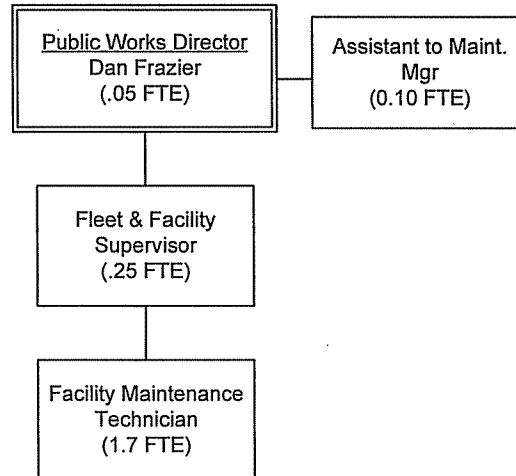 Public Works Director
Dan Frazier
(.05 FTE)
Assistant to Maint.
Mgr
(0.10 FTE)
Fleet & Facility
Supervisor
(.25 FTE)
Facility Maintenance
Technician
(1.7 FTE)